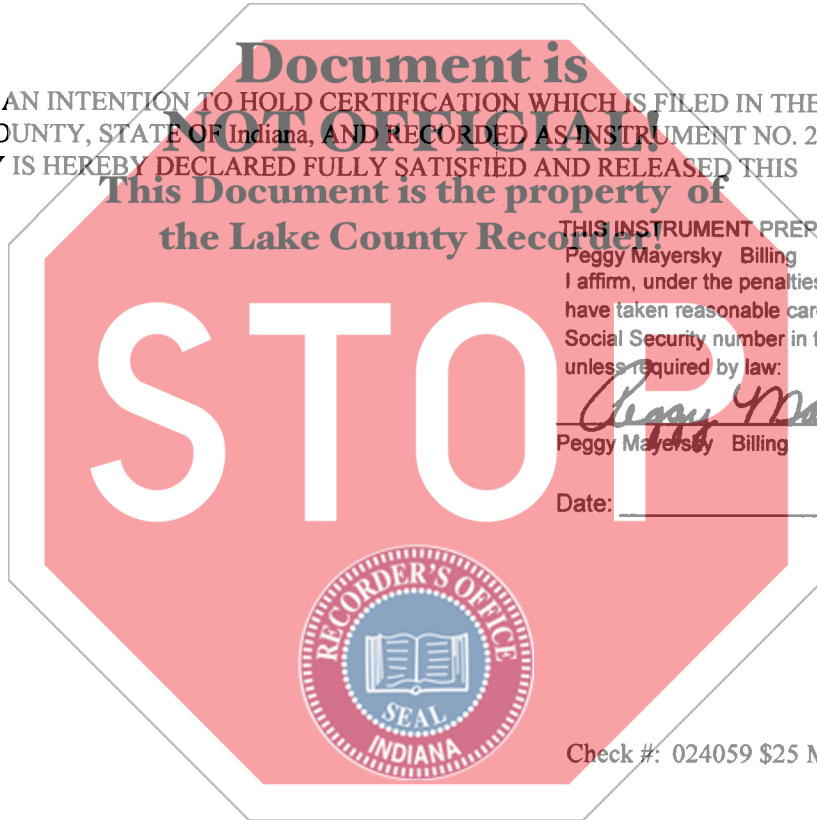 Document is
AN INTENTION TO HOLD CERTIFICATION WHICH IS FILED IN THE
OUNTY, STATE OF Indiana, AND RECORDED AS INSTRUMENT NO. 2
NOT OFFICIAL!
Y IS HEREBY DECLARED FULLY SATISFIED AND RELEASED THIS
This Document is the property of
the Lake County Recorder!
THIS INSTRUMENT PREP
Peggy Mayersky Billing
I affirm, under the penalties
have taken reasonable car
Social Security number in t
unless required by law:
STOP
Peggy Ma
Peggy Mayersky Billing
Date:
RECORDER'S OFFICE
SEAL
INDIANA
Check #: 024059 $25 M